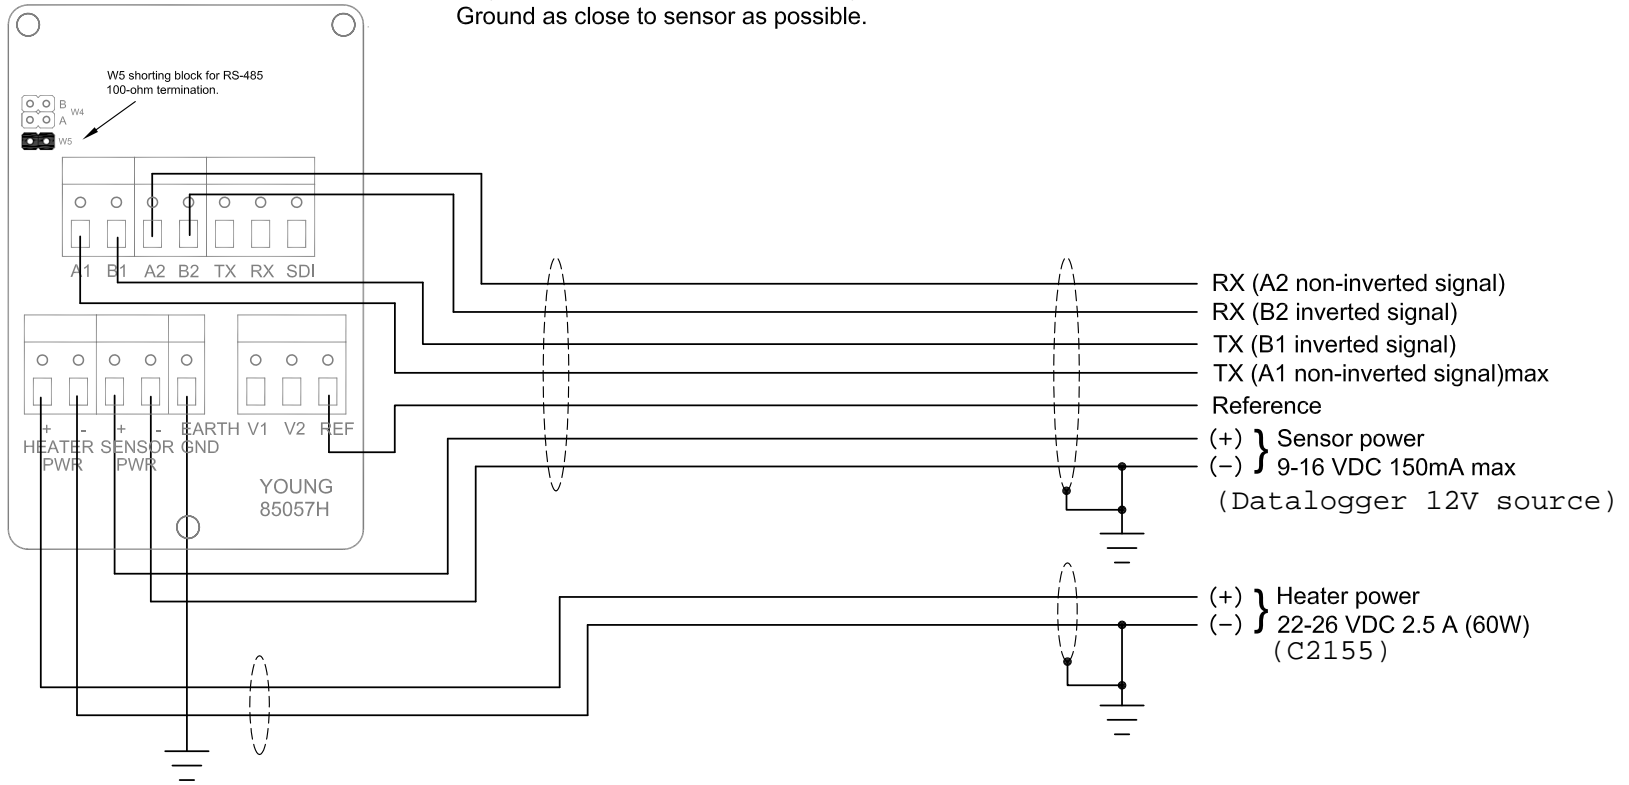 Ground as close to sensor as possible.
W5 shorting block for RS-485
100-ohm termination.
B
A
W4
W5
A1 B1 A2 B2 TX RX SDI
RX (A2 non-inverted signal)
RX (B2 inverted signal)
TX (B1 inverted signal)
TX (A1 non-inverted signal)max
Reference
(+) Sensor power
(−) 9-16 VDC 150mA max
(Datalogger 12V source)
+ - + - EARTH V1 V2 REF
HEATER SENSOR GND
PWR PWR
YOUNG
85057H
(+) Heater power
(−) 22-26 VDC 2.5 A (60W)
(C2155)